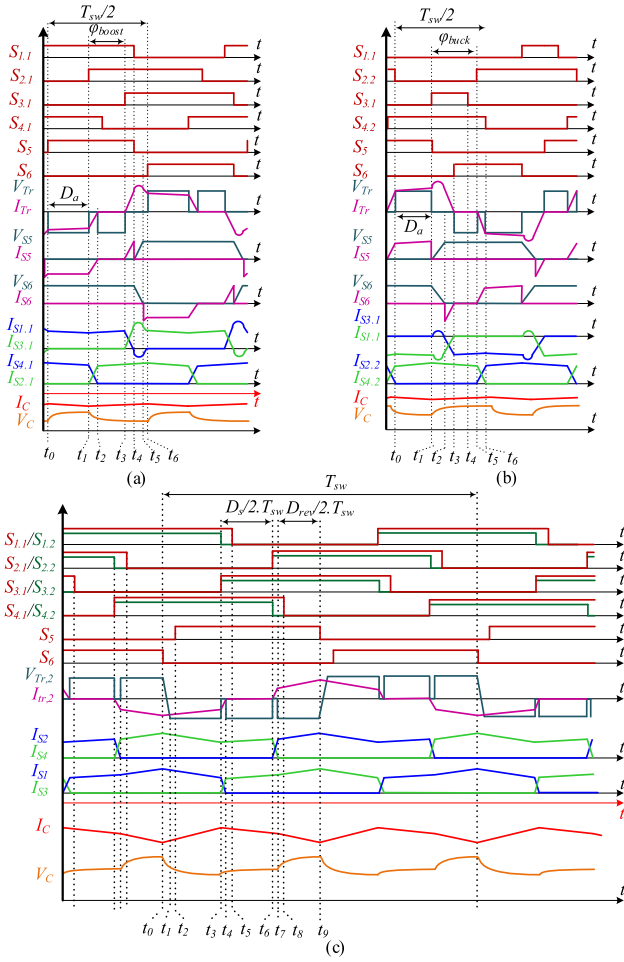 T_sw/2
φ_boost
t
S_1.1
t
S_2.1
t
S_3.1
t
S_4.1
t
S_5
t
S_6
t
V_Tr
D_a
I_Tr
t
V_S5
I_S5
t
V_S6
I_S6
t
I_S1.1
I_S3.1
t
I_S4.1
I_S2.1
t
I_C
t
V_C
t
t_0 t_1 t_2 t_3 t_4 t_5 t_6
(a)
T_sw/2
φ_buck
t
S_1.1
t
S_2.2
t
S_3.1
t
S_4.2
t
S_5
t
S_6
t
V_Tr
I_Tr
t
D_a
V_S5
I_S5
t
V_S6
I_S6
t
I_S3.1
I_S1.1
t
I_S2.2
I_S4.2
t
I_C
V_C
t
t_0 t_1 t_2 t_3 t_4 t_5 t_6
(b)
T_sw
D_s/2.T_sw D_rev/2.T_sw
S_1.1/S_1.2
t
S_2.1/S_2.2
t
S_3.1/S_3.2
t
S_4.1/S_4.2
t
S_5
t
S_6
t
V_Tr,2
I_tr,2
t
I_S2
I_S4
t
I_S1
I_S3
t
t
I_C
V_C
t
t_0 t_1 t_2 t_3 t_4 t_5 t_6 t_7 t_8 t_9
(c)